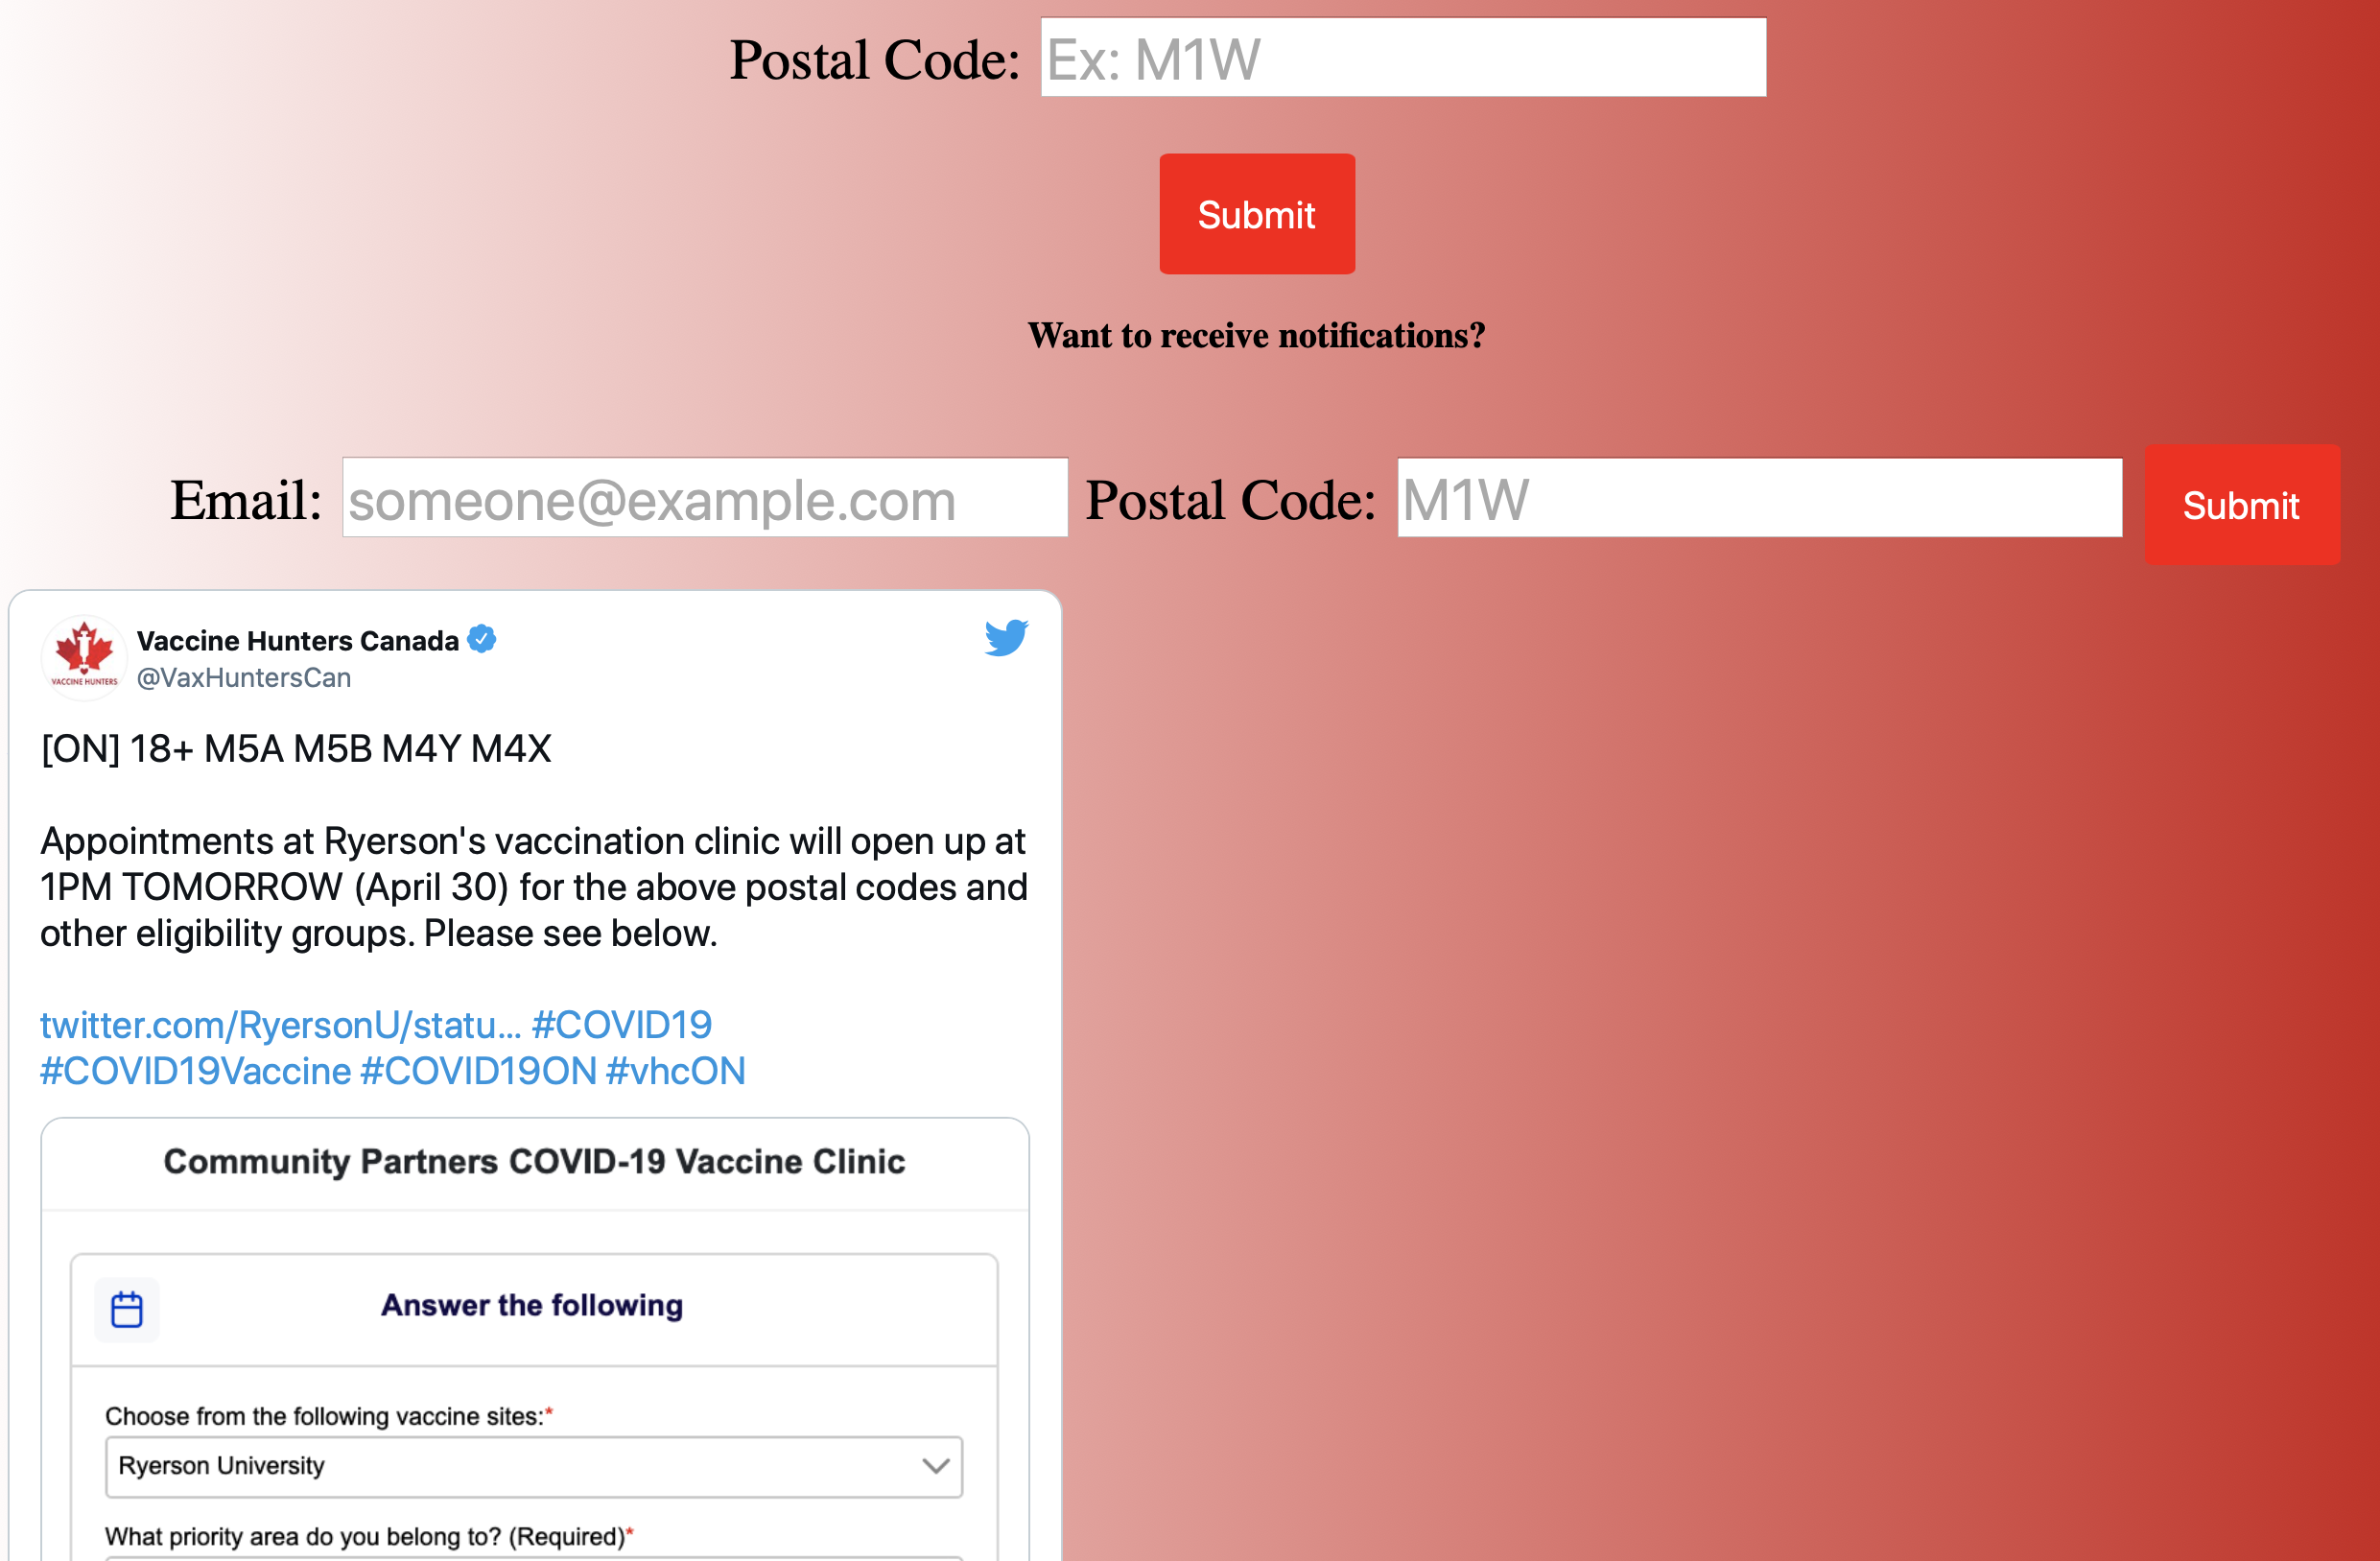 Postal Code: Ex: M1W
Submit
Want to receive notifications?
Email: someone@example.com Postal Code: M1W Submit
Vaccine Hunters Canada
VACCINE HUNTERS
@VaxHuntersCan
[ON] 18+ M5A M5B M4Y M4X
Appointments at Ryerson's vaccination clinic will open up at
1PM TOMORROW (April 30) for the above postal codes and
other eligibility groups. Please see below.
twitter.com/RyersonU/statu... #COVID19
#COVID19Vaccine #COVID19ON #vhcON
Community Partners COVID-19 Vaccine Clinic
Answer the following
Choose from the following vaccine sites:*
Ryerson University
What priority area do you belong to? (Required)*